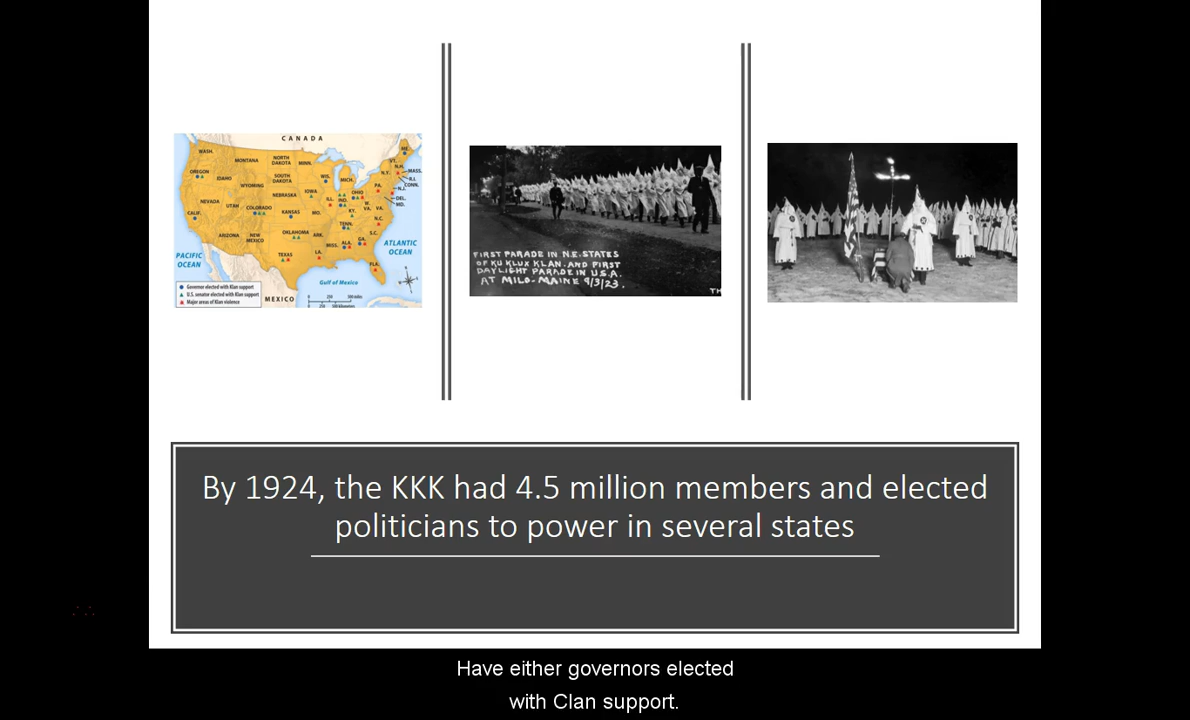 CANADA
WASH.
MONTANA
NORTH
DAKOTA
MINN.
ME.
VT.
N.H.
MASS.
OREGON
IDAHO
SOUTH
DAKOTA
WIS.
MICH.
N.Y.
R.I.
CONN.
WYOMING
NEBRASKA
IOWA
PA.
N.J.
NEVADA
UTAH
COLORADO
ILL.
IND.
OHIO
DEL.
MD.
CALIF.
KANSAS
MO.
KY.
W.
VA.
VA.
ARIZONA
NEW
MEXICO
OKLAHOMA
ARK.
TENN.
N.C.
S.C.
MISS.
ALA.
GA.
TEXAS
LA.
FLA.
PACIFIC
OCEAN
ATLANTIC
OCEAN
Gulf of Mexico
MEXICO
Governor elected with Klan support
U.S. senator elected with Klan support
Major areas of Klan violence
FIRST PARADE IN N.E. STATES
OF KU KLUX KLAN. AND FIRST
DAYLIGHT PARADE IN U.S.A.
AT MILO-MAINE 9/3/23.
TH
By 1924, the KKK had 4.5 million members and elected
politicians to power in several states
Have either governors elected
with Clan support.